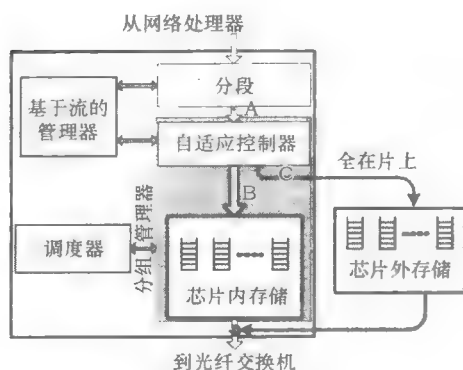 从网络处理器
分段
A
基于流的
管理器
自适应控制器
C
全在片上
B
分组 管理器
调度器
芯片内存储
芯片外存储
到光纤交换机